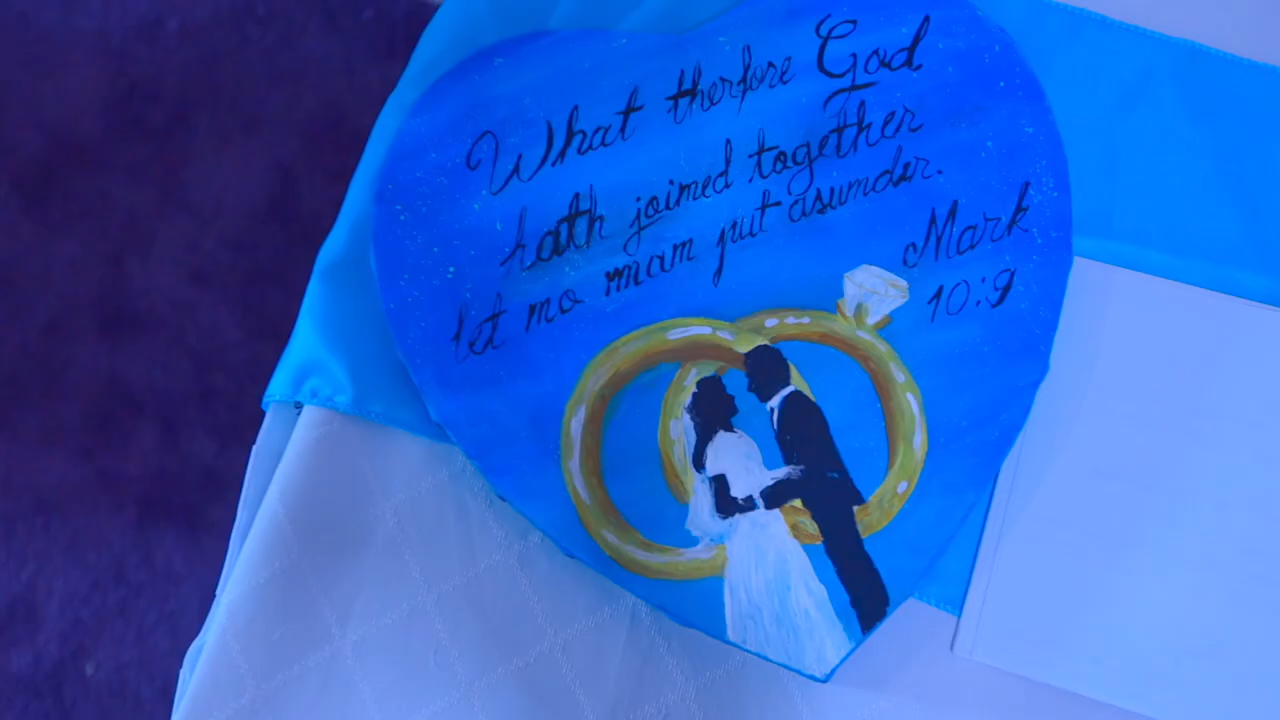 What therfore God
hath joined together
let no man put asunder.
Mark
10:9